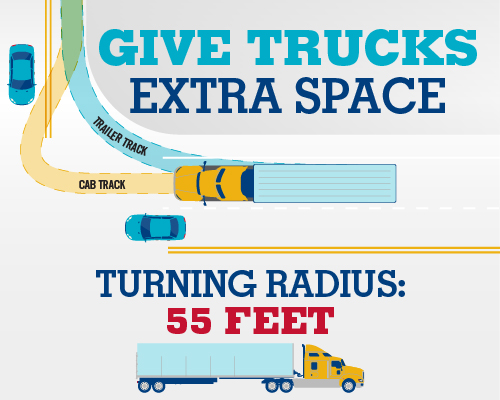 GIVE TRUCKS
EXTRA SPACE
TRAILER TRACK
CAB TRACK
TURNING RADIUS:
55 FEET